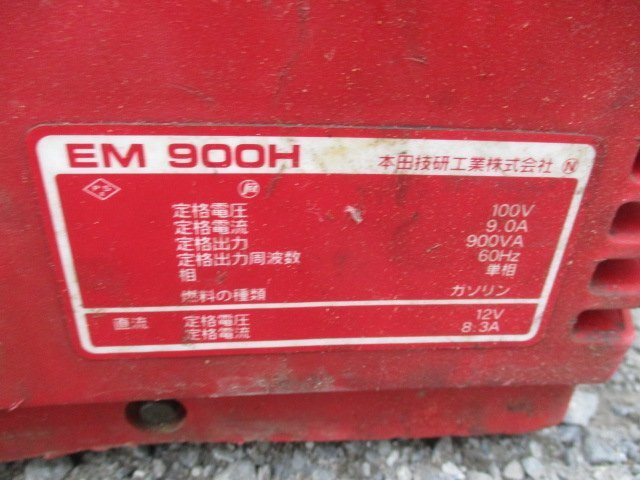 EM 900H 本田技研工業株式会社 N
定格電圧 100V
定格電流 9.0A
定格出力 900VA
定格出力周波数 60Hz
相 単相
燃料の種類 ガソリン
直流 定格電圧 12V
定格電流 8.3A